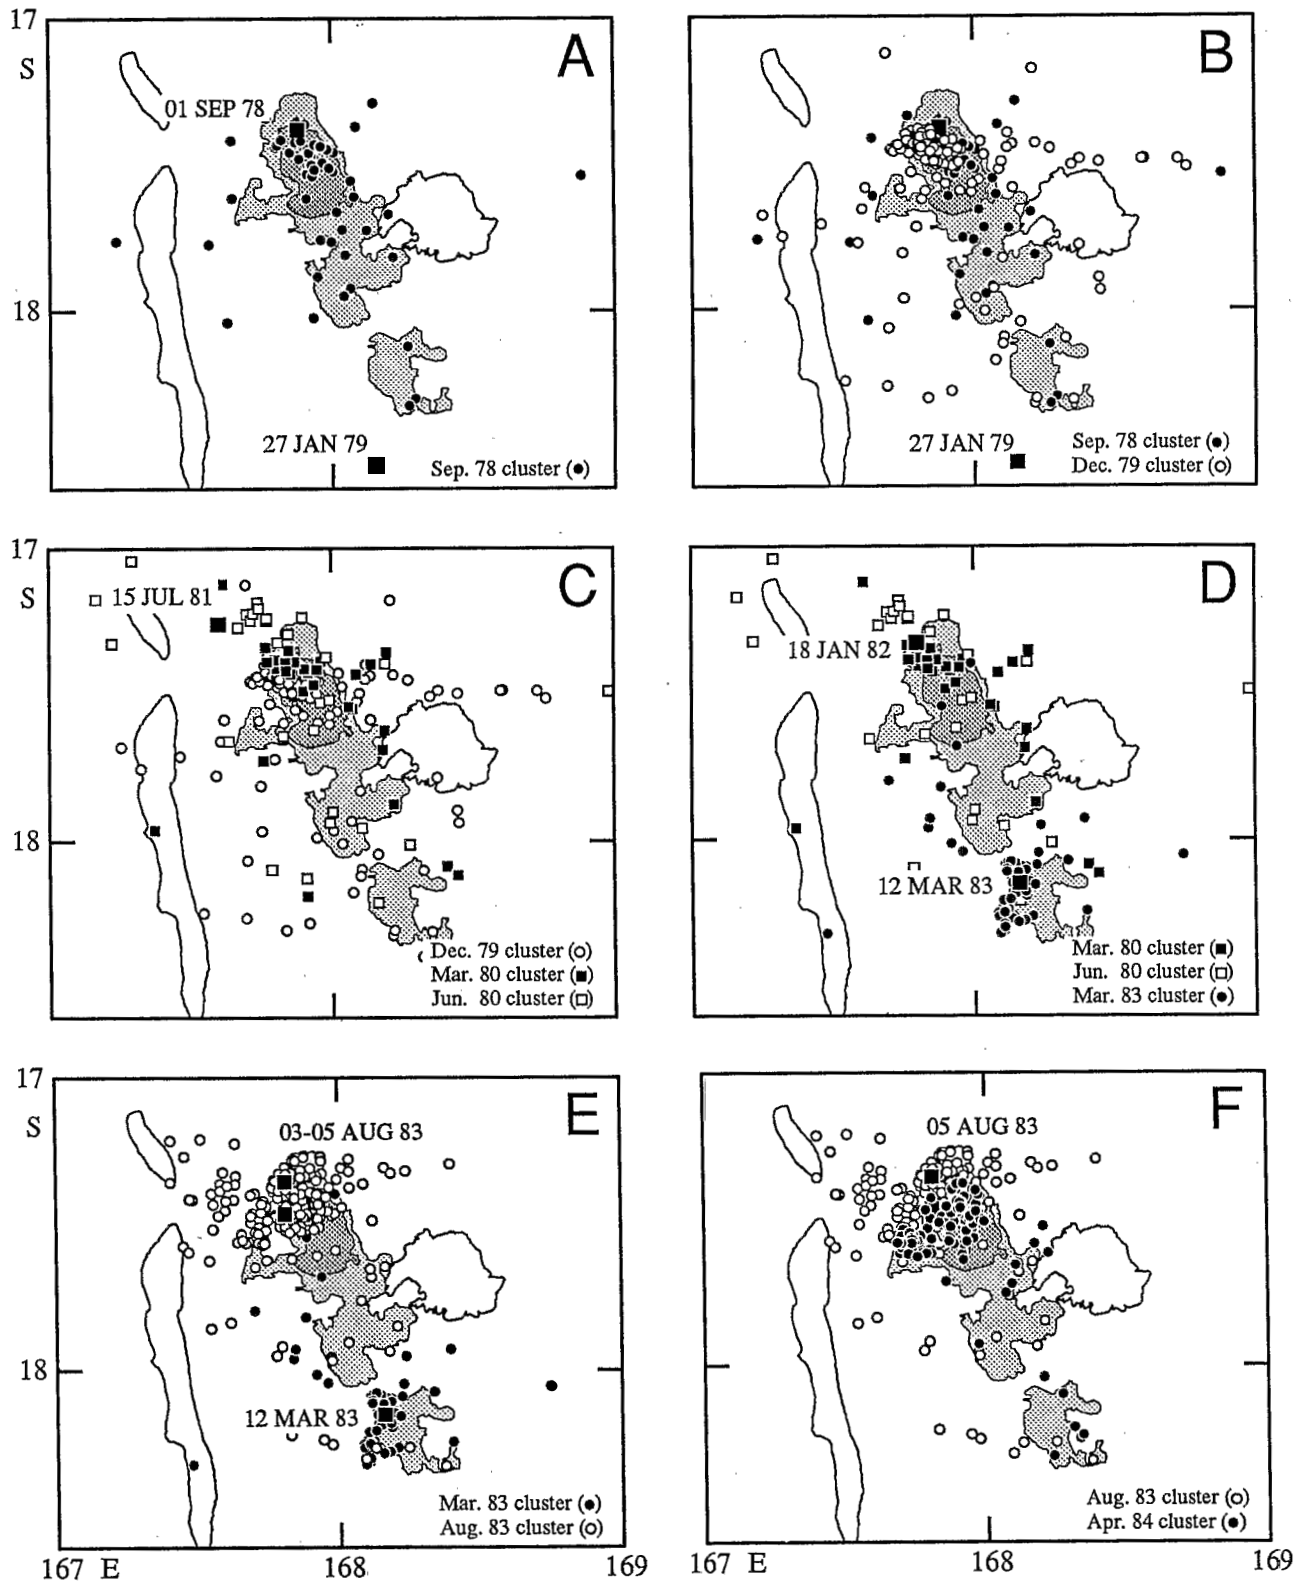 17
S
A
01 SEP 78
18
27 JAN 79
Sep. 78 cluster (●)
B
27 JAN 79
Sep. 78 cluster (●)
Dec. 79 cluster (○)
17
S
C
15 JUL 81
18
Dec. 79 cluster (○)
Mar. 80 cluster (■)
Jun. 80 cluster (□)
D
18 JAN 82
12 MAR 83
Mar. 80 cluster (■)
Jun. 80 cluster (□)
Mar. 83 cluster (●)
17
S
E
03-05 AUG 83
18
12 MAR 83
Mar. 83 cluster (●)
Aug. 83 cluster (○)
167 E
168
169
F
05 AUG 83
Aug. 83 cluster (○)
Apr. 84 cluster (●)
167 E
168
169